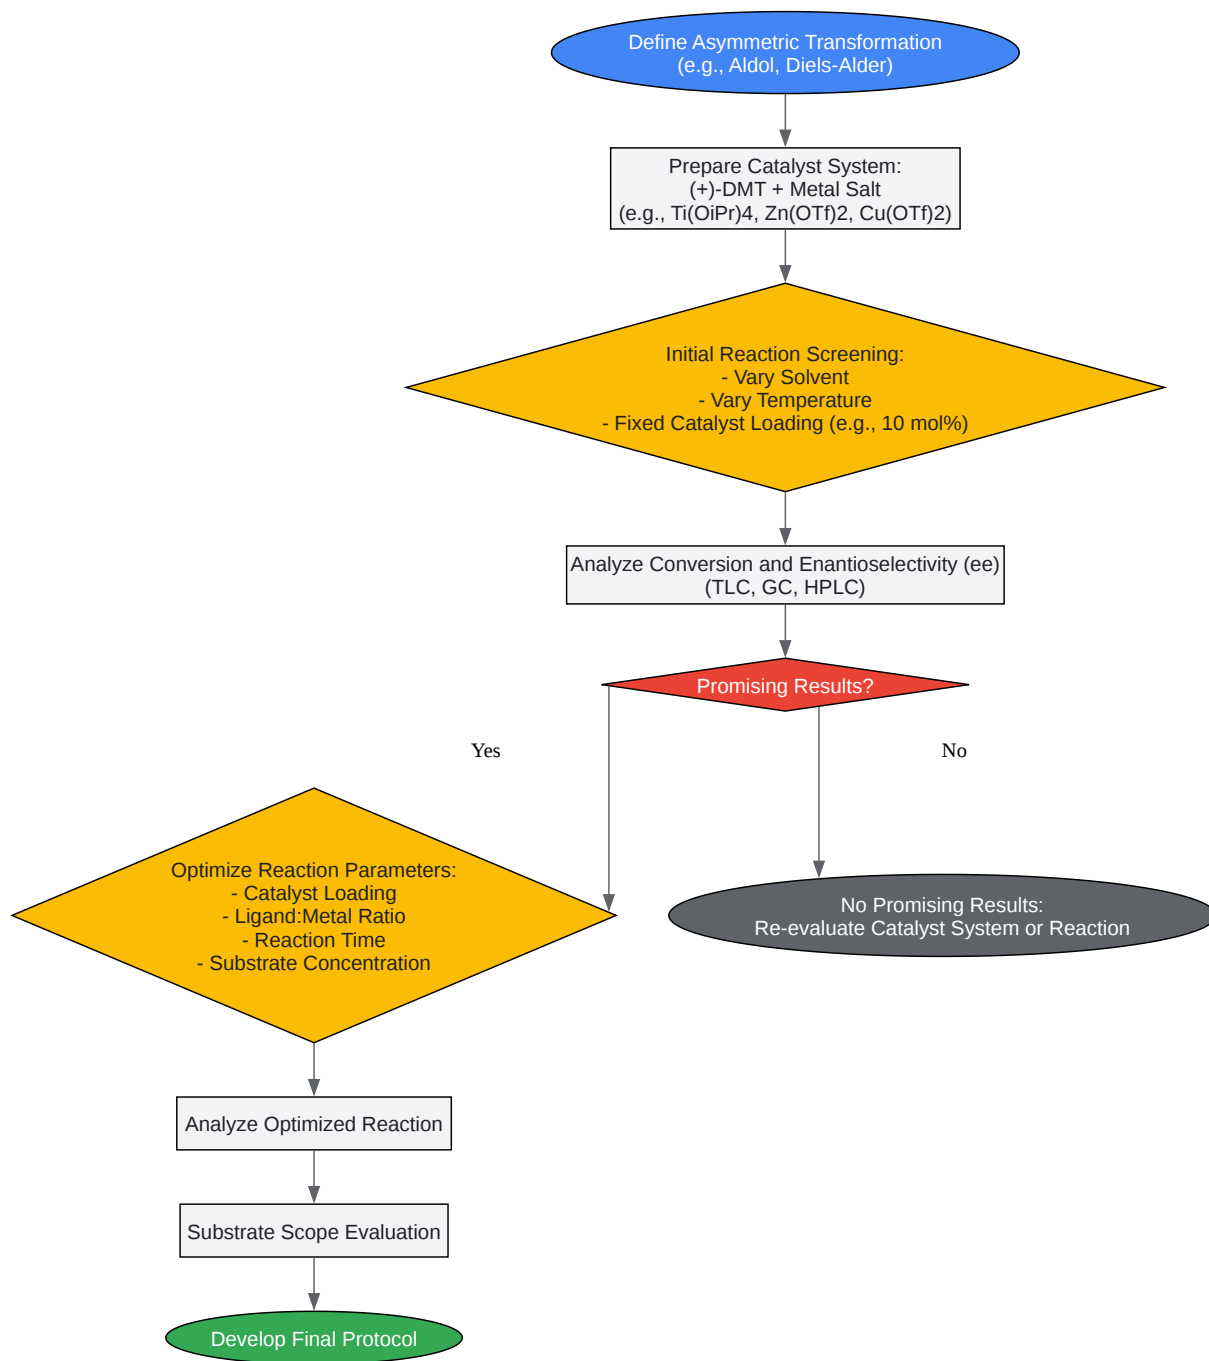 Define Asymmetric Transformation
(e.g., Aldol, Diels-Alder)
Prepare Catalyst System:
(+)-DMT + Metal Salt
(e.g., Ti(OiPr)4, Zn(OTf)2, Cu(OTf)2)
Initial Reaction Screening:
- Vary Solvent
- Vary Temperature
- Fixed Catalyst Loading (e.g., 10 mol%)
Analyze Conversion and Enantioselectivity (ee)
(TLC, GC, HPLC)
Promising Results?
Yes
No
Optimize Reaction Parameters:
- Catalyst Loading
- Ligand:Metal Ratio
- Reaction Time
- Substrate Concentration
No Promising Results:
Re-evaluate Catalyst System or Reaction
Analyze Optimized Reaction
Substrate Scope Evaluation
Develop Final Protocol